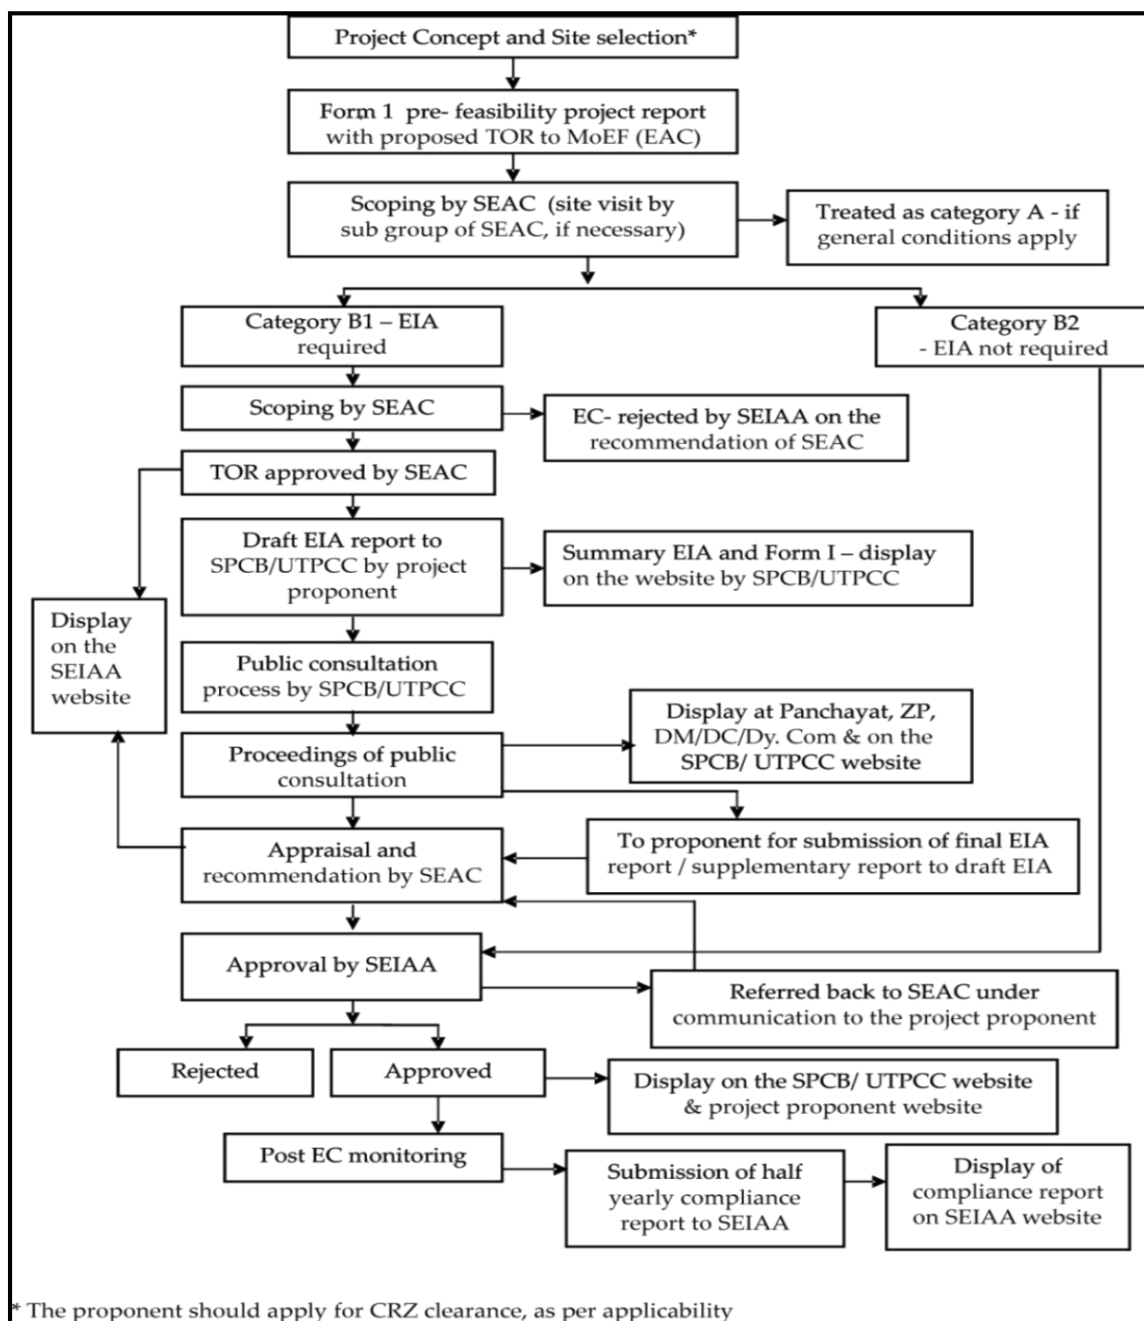 Project Concept and Site selection*
Form 1 pre- feasibility project report
with proposed TOR to MoEF (EAC)
Scoping by SEAC (site visit by
sub group of SEAC, if necessary)
Treated as category A - if
general conditions apply
Category B1 – EIA
required
Category B2
- EIA not required
Scoping by SEAC
EC- rejected by SEIAA on the
recommendation of SEAC
TOR approved by SEAC
Draft EIA report to
SPCB/UTPCC by project
proponent
Summary EIA and Form I – display
on the website by SPCB/UTPCC
Display
on the
SEIAA
website
Public consultation
process by SPCB/UTPCC
Display at Panchayat, ZP,
DM/DC/Dy. Com & on the
SPCB/ UTPCC website
Proceedings of public
consultation
To proponent for submission of final EIA
report / supplementary report to draft EIA
Appraisal and
recommendation by SEAC
Approval by SEIAA
Referred back to SEAC under
communication to the project proponent
Rejected
Approved
Display on the SPCB/ UTPCC website
& project proponent website
Post EC monitoring
Submission of half
yearly compliance
report to SEIAA
Display of
compliance report
on SEIAA website
* The proponent should apply for CRZ clearance, as per applicability